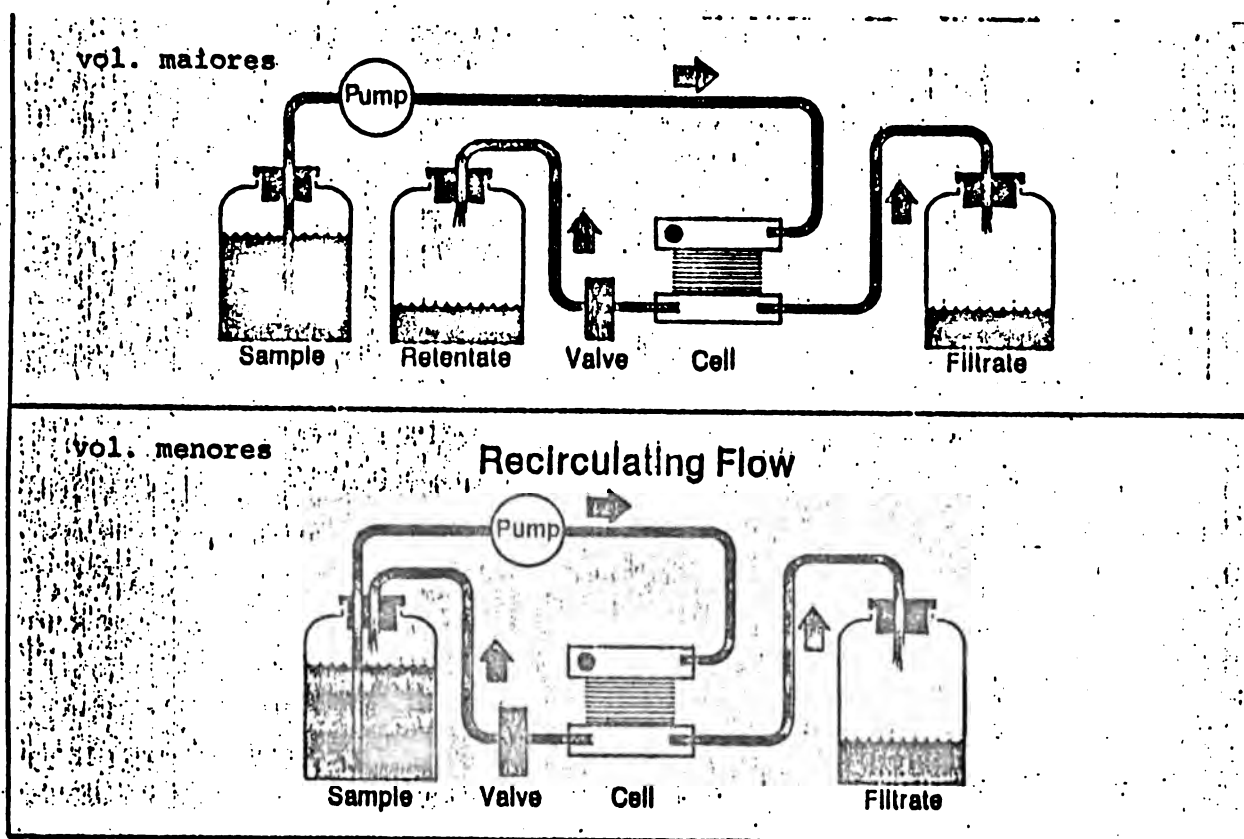 vol. maiores
Pump
Sample
Retentate
Valve
Cell
Filtrate
vol. menores
Recirculating Flow
Pump
Sample
Valve
Cell
Filtrate